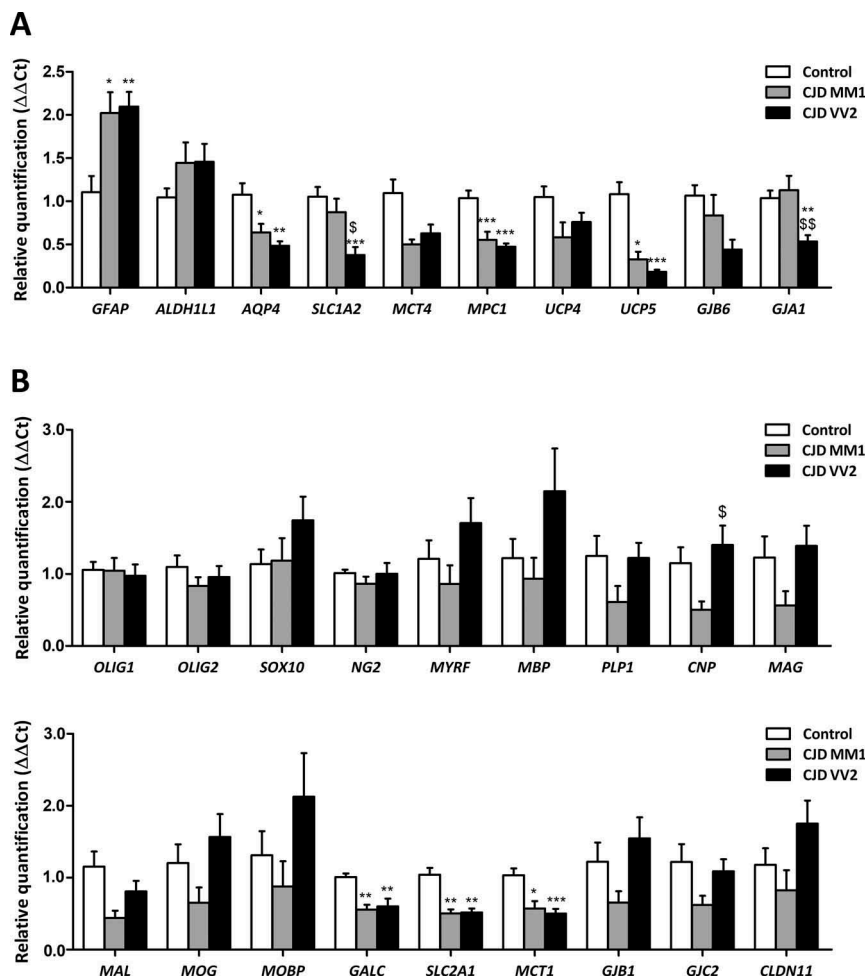 A
Relative quantification (ΔΔCt)
2.5
2.0
1.5
1.0
0.5
0.0
Control
CJD MM1
CJD VV2
* **
* **
$
***
*** ***
* ***
**
$$
GFAP ALDH1L1 AQP4 SLC1A2 MCT4 MPC1 UCP4 UCP5 GJB6 GJA1
B
Relative quantification (ΔΔCt)
3.0
2.0
1.0
0.0
Control
CJD MM1
CJD VV2
$
OLIG1 OLIG2 SOX10 NG2 MYRF MBP PLP1 CNP MAG
Relative quantification (ΔΔCt)
3.0
2.0
1.0
0.0
Control
CJD MM1
CJD VV2
** **
** **
* ***
MAL MOG MOBP GALC SLC2A1 MCT1 GJB1 GJC2 CLDN11